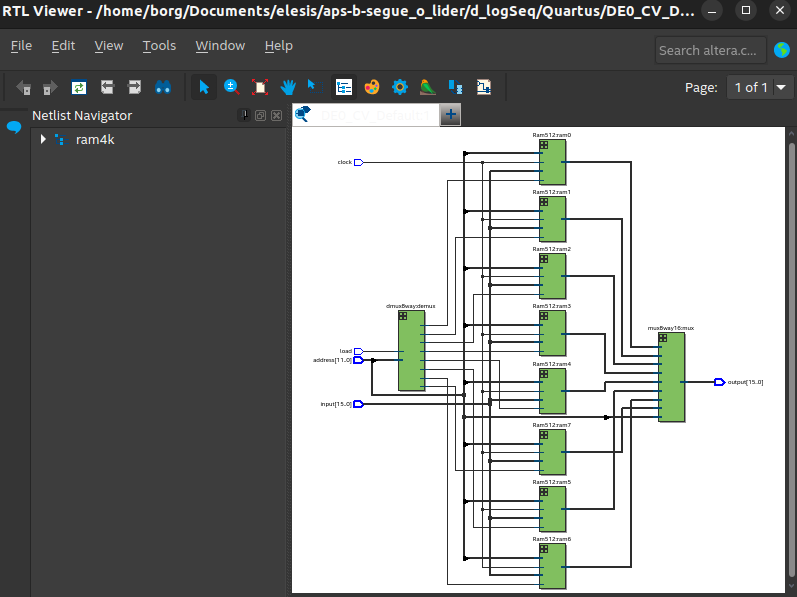 RTL Viewer - /home/borg/Documents/elesis/aps-b-segue_o_lider/d_logSeq/Quartus/DE0_CV_D...
File Edit View Tools Window Help
Search altera.c...
Page: 1 of 1
Netlist Navigator
DE0_CV_Default:1
ram4k
Ram512:ram0
clock
Ram512:ram1
Ram512:ram2
dmux8way:demux
Ram512:ram3
mux8way16:mux
load
address[11..0]
Ram512:ram4
output[15..0]
input[15..0]
Ram512:ram7
Ram512:ram5
Ram512:ram6